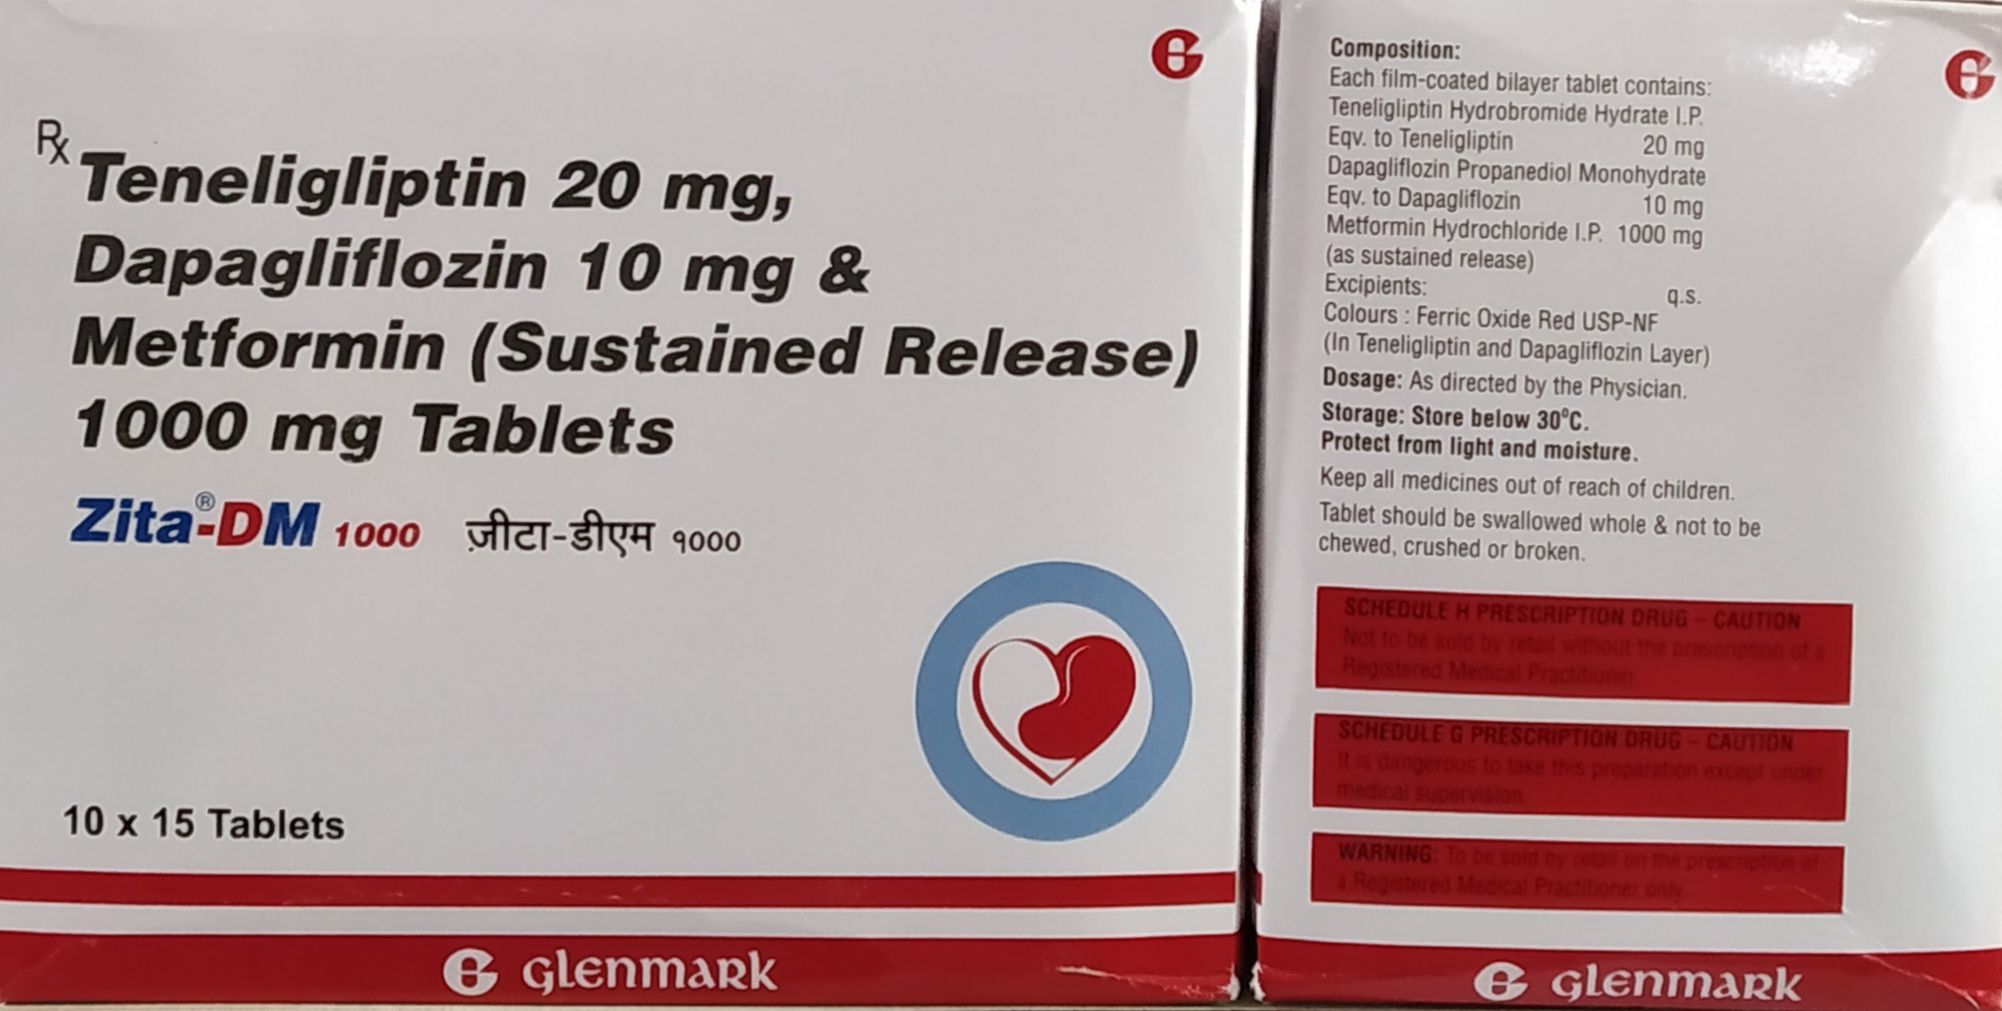 Rx
Teneligliptin 20 mg,
Dapagliflozin 10 mg &
Metformin (Sustained Release)
1000 mg Tablets
Zita®-DM 1000 ज़ीटा-डीएम १०००
10 x 15 Tablets
G glenmark
Composition:
Each film-coated bilayer tablet contains:
Teneligliptin Hydrobromide Hydrate I.P.
Eqv. to Teneligliptin 20 mg
Dapagliflozin Propanediol Monohydrate
Eqv. to Dapagliflozin 10 mg
Metformin Hydrochloride I.P. 1000 mg
(as sustained release)
Excipients: q.s.
Colours : Ferric Oxide Red USP-NF
(In Teneligliptin and Dapagliflozin Layer)
Dosage: As directed by the Physician.
Storage: Store below 30°C.
Protect from light and moisture.
Keep all medicines out of reach of children.
Tablet should be swallowed whole & not to be
chewed, crushed or broken.
SCHEDULE H PRESCRIPTION DRUG – CAUTION
Not to be sold by retail without the prescription of a
Registered Medical Practitioner
SCHEDULE G PRESCRIPTION DRUG – CAUTION
It is dangerous to take this preparation except under
medical supervision
WARNING: To be sold by retail on the prescription of
a Registered Medical Practitioner only
G glenmark